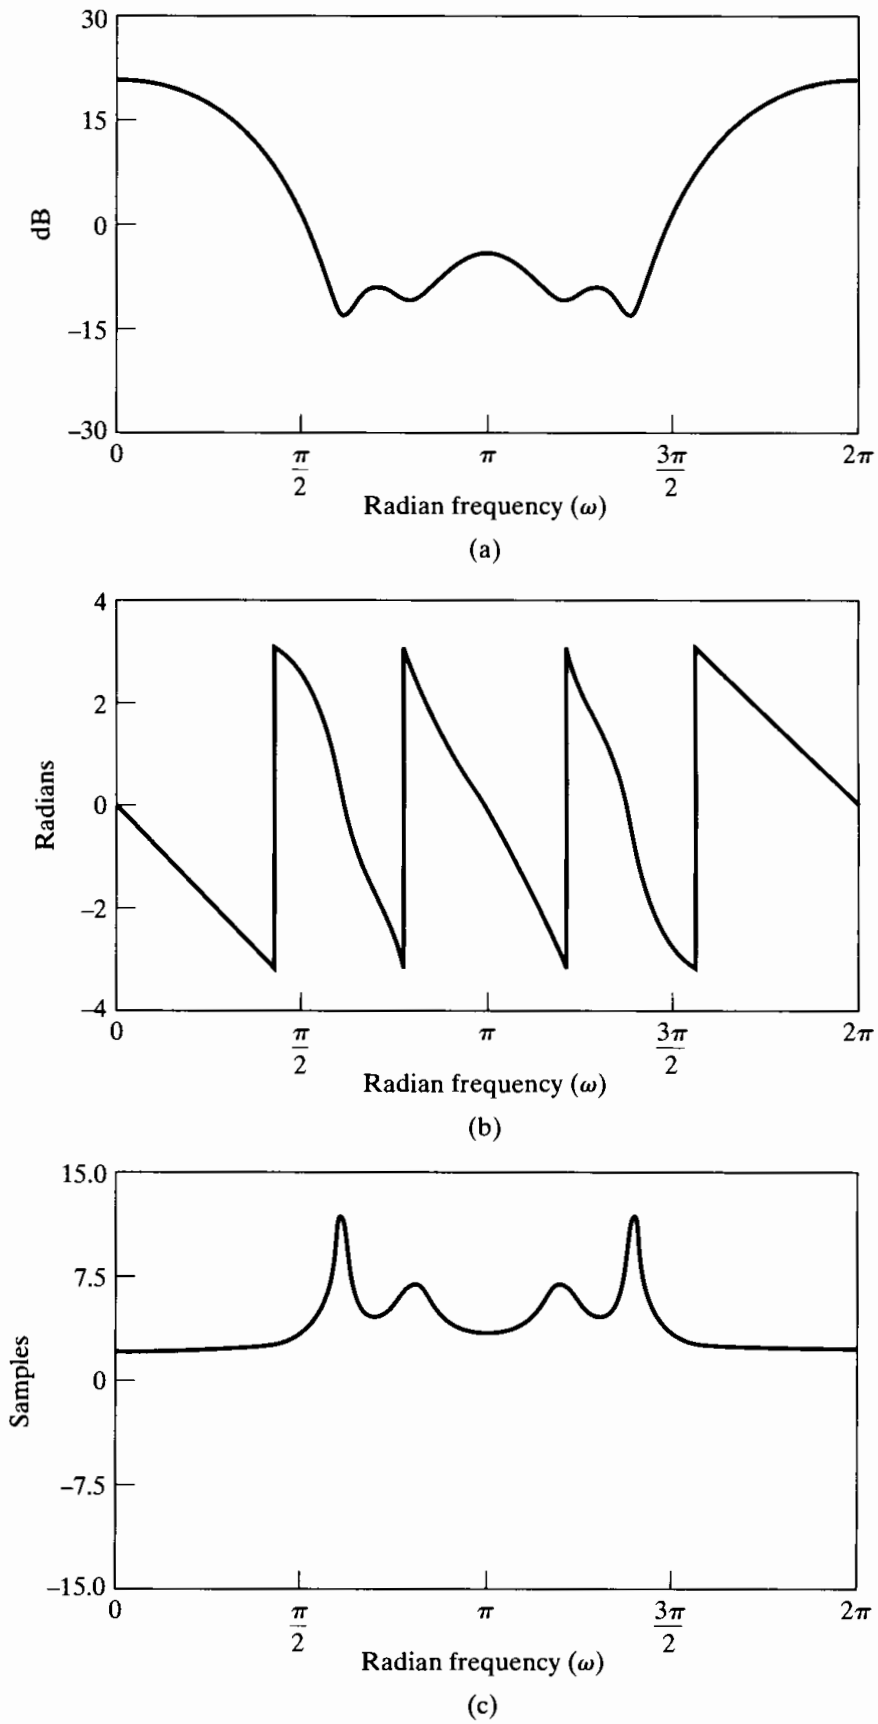 30
15
0
−15
−30
dB
0
π/2
π
3π/2
2π
Radian frequency (ω)
(a)
4
2
0
−2
−4
Radians
0
π/2
π
3π/2
2π
Radian frequency (ω)
(b)
15.0
7.5
0
−7.5
−15.0
Samples
0
π/2
π
3π/2
2π
Radian frequency (ω)
(c)